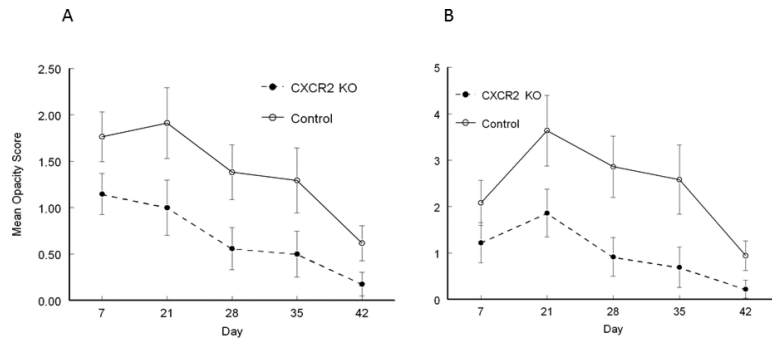 A
Mean Opacity Score
2.50
2.00
1.50
1.00
0.50
0.00
7 21 28 35 42
Day
CXCR2 KO
Control
B
5
4
3
2
1
0
7 21 28 35 42
Day
CXCR2 KO
Control